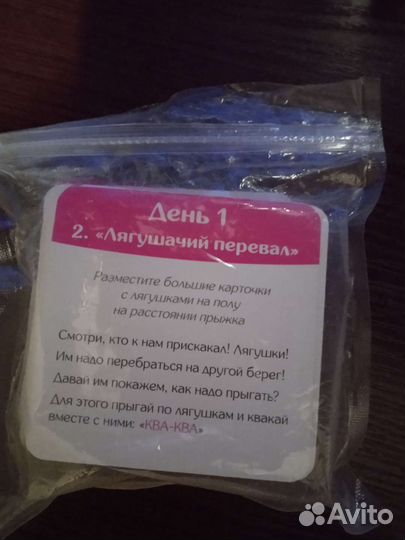 День 1
2. «Лягушачий перевал»
Разместите большие карточки
с лягушками на полу
на расстоянии прыжка
Смотри, кто к нам прискакал! Лягушки!
Им надо перебраться на другой берег!
Давай им покажем, как надо прыгать?
Для этого прыгай по лягушкам и квакай
вместе с ними: «КВА-КВА»
Avito